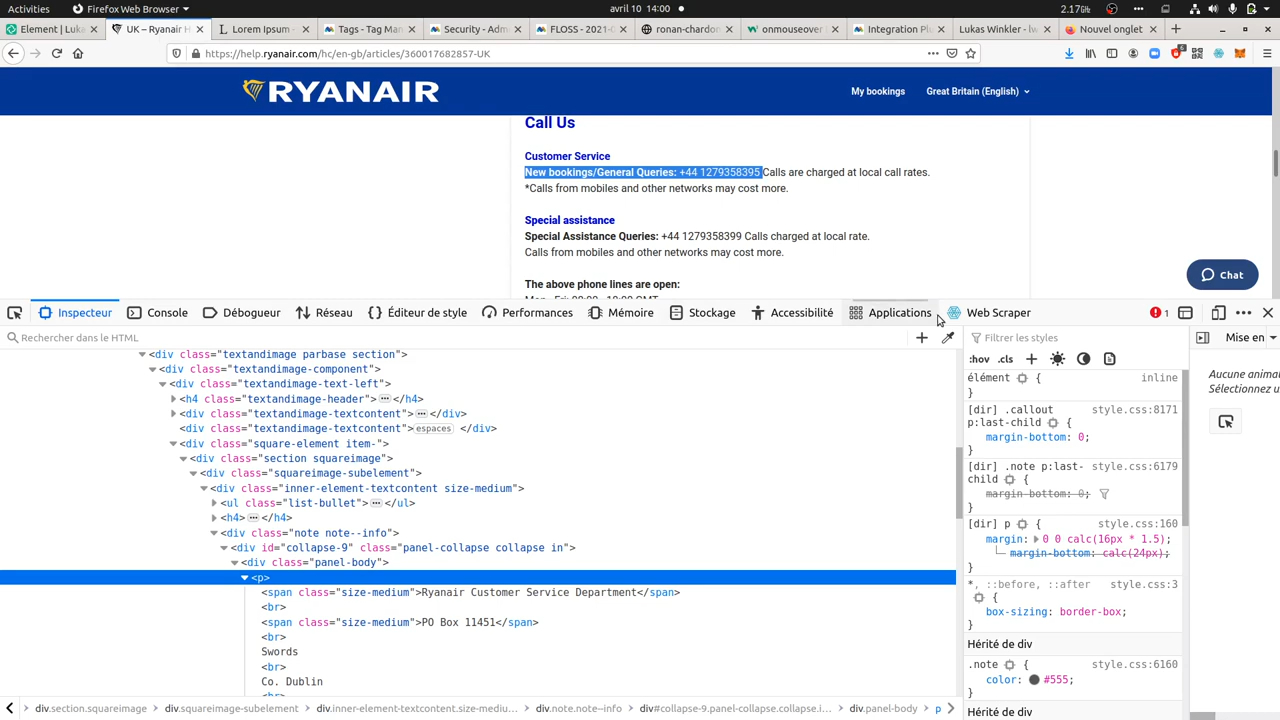 Activities
Firefox Web Browser
avril 10 14:00
2.17
Element | Luka
UK – Ryanair H
Lorem Ipsum -
Tags - Tag Man
Security - Adm
FLOSS - 2021-0
ronan-chardon
onmouseover
Integration Plu
Lukas Winkler - lw
Nouvel onglet
https://help.ryanair.com/hc/en-gb/articles/360017682857-UK
RYANAIR
My bookings
Great Britain (English)
Call Us
Customer Service
New bookings/General Queries: +44 1279358395 Calls are charged at local call rates.
*Calls from mobiles and other networks may cost more.
Special assistance
Special Assistance Queries: +44 1279358399 Calls charged at local rate.
Calls from mobiles and other networks may cost more.
The above phone lines are open:
Chat
Inspecteur
Console
Débogueur
Réseau
Éditeur de style
Performances
Mémoire
Stockage
Accessibilité
Applications
Web Scraper
1
Rechercher dans le HTML
<div class="textandimage parbase section">
<div class="textandimage-component">
<div class="textandimage-text-left">
<h4 class="textandimage-header"></h4>
<div class="textandimage-textcontent"></div>
<div class="textandimage-textcontent"> espaces </div>
<div class="square-element item-">
<div class="section squareimage">
<div class="squareimage-subelement">
<div class="inner-element-textcontent size-medium">
<ul class="list-bullet"></ul>
<h4></h4>
<div class="note note--info">
<div id="collapse-9" class="panel-collapse collapse in">
<div class="panel-body">
<p>
<span class="size-medium">Ryanair Customer Service Department</span>
<br>
<span class="size-medium">PO Box 11451</span>
<br>
Swords
<br>
Co. Dublin
<br>
div.section.squareimage
div.squareimage-subelement
div.inner-element-textcontent.size-mediu…
div.note.note--info
div#collapse-9.panel-collapse.collapse.i…
div.panel-body
p
Filtrer les styles
:hov .cls
élément { inline
}
[dir] .callout style.css:8171
p:last-child {
margin-bottom: 0;
}
[dir] .note p:last- style.css:6179
child {
margin-bottom: 0;
}
[dir] p { style.css:160
margin: 0 0 calc(16px * 1.5);
margin-bottom: calc(24px);
}
*, ::before, ::after style.css:3
{
box-sizing: border-box;
}
Hérité de div
.note { style.css:6160
color: #555;
}
Hérité de div
Mise en
Aucune anima
Sélectionnez u